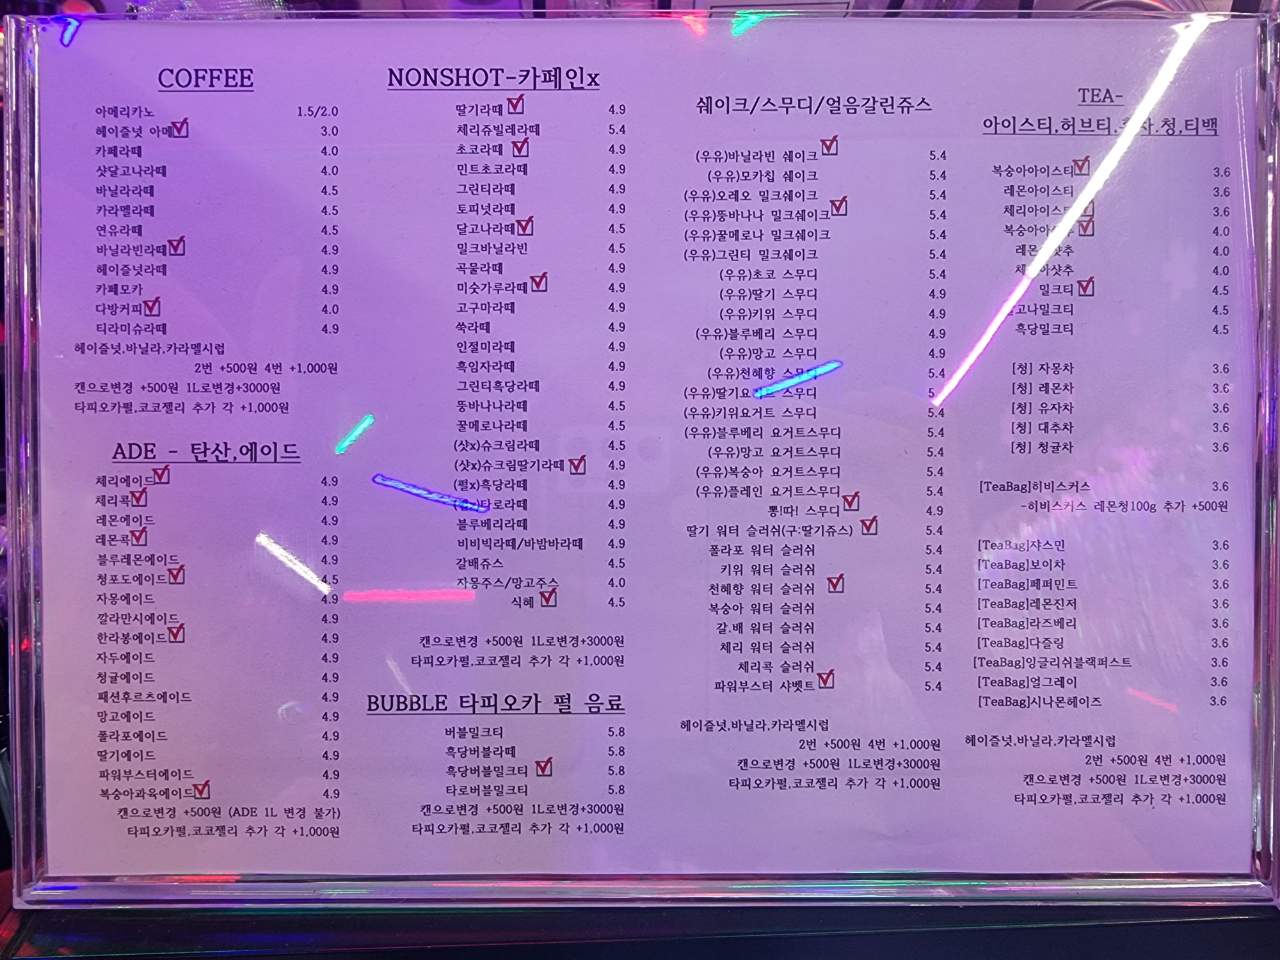 COFFEE
아메리카노 1.5/2.0
헤이즐넛 아메 3.0
카페라떼 4.0
샷달고나라떼 4.0
바닐라라떼 4.5
카라멜라떼 4.5
연유라떼 4.5
바닐라빈라떼 4.9
헤이즐넛라떼 4.9
카페모카 4.9
다방커피 4.0
티라미슈라떼 4.9
헤이즐넛,바닐라,카라멜시럽
2번 +500원 4번 +1,000원
캔으로변경 +500원 1L로변경+3000원
타피오카펄,코코젤리 추가 각 +1,000원
ADE - 탄산,에이드
체리에이드 4.9
체리콕 4.9
레몬에이드 4.9
레몬콕 4.9
블루레몬에이드
청포도에이드 4.5
자몽에이드 4.9
깔라만시에이드 4.9
한라봉에이드 4.9
자두에이드 4.9
청귤에이드 4.9
패션후르츠에이드 4.9
망고에이드 4.9
폴라포에이드 4.9
딸기에이드 4.9
파워부스터에이드 4.9
복숭아과육에이드 4.9
캔으로변경 +500원 (ADE 1L 변경 불가)
타피오카펄,코코젤리 추가 각 +1,000원
NONSHOT-카페인x
딸기라떼 4.9
체리쥬빌레라떼 5.4
초코라떼 4.9
민트초코라떼 4.9
그린티라떼 4.9
토피넛라떼 4.9
달고나라떼 4.5
밀크바닐라빈 4.5
곡물라떼 4.9
미숫가루라떼 4.9
고구마라떼 4.9
쑥라떼 4.9
인절미라떼 4.9
흑임자라떼 4.9
그린티흑당라떼 4.9
뚱바나나라떼 4.5
꿀메로나라떼 4.5
(샷x)슈크림라떼 4.5
(샷x)슈크림딸기라떼 4.9
(펄x)흑당라떼 4.9
타로라떼 4.9
블루베리라떼 4.9
비비빅라떼/바밤바라떼 4.9
갈배쥬스 4.5
자몽주스/망고주스 4.0
식혜 4.5
캔으로변경 +500원 1L로변경+3000원
타피오카펄,코코젤리 추가 각 +1,000원
BUBBLE 타피오카 펄 음료
버블밀크티 5.8
흑당버블라떼 5.8
흑당버블밀크티 5.8
타로버블밀크티 5.8
캔으로변경 +500원 1L로변경+3000원
타피오카펄,코코젤리 추가 각 +1,000원
쉐이크/스무디/얼음갈린쥬스
(우유)바닐라빈 쉐이크 5.4
(우유)모카칩 쉐이크 5.4
(우유)오레오 밀크쉐이크 5.4
(우유)뚱바나나 밀크쉐이크 5.4
(우유)꿀메로나 밀크쉐이크 5.4
(우유)그린티 밀크쉐이크 5.4
(우유)초코 스무디 5.4
(우유)딸기 스무디 4.9
(우유)키위 스무디 4.9
(우유)블루베리 스무디 4.9
(우유)망고 스무디 4.9
(우유)천혜향 스무디 5.4
(우유)딸기요거트 스무디
(우유)키위요거트 스무디 5.4
(우유)블루베리 요거트스무디 5.4
(우유)망고 요거트스무디 5.4
(우유)복숭아 요거트스무디 5.4
(우유)플레인 요거트스무디 5.4
뽕!따! 스무디 4.9
딸기 워터 슬러쉬(구:딸기쥬스) 5.4
폴라포 워터 슬러쉬 5.4
키위 워터 슬러쉬 5.4
천혜향 워터 슬러쉬 5.4
복숭아 워터 슬러쉬 5.4
갈.배 워터 슬러쉬 5.4
체리 워터 슬러쉬 5.4
체리콕 슬러쉬 5.4
파워부스터 샤벳트 5.4
헤이즐넛,바닐라,카라멜시럽
2번 +500원 4번 +1,000원
캔으로변경 +500원 1L로변경+3000원
타피오카펄,코코젤리 추가 각 +1,000원
TEA-
아이스티,허브티,차.청,티백
복숭아아이스티 3.6
레몬아이스티 3.6
체리아이스티 3.6
4.0
4.0
4.0
밀크티 4.5
밀크티 4.5
흑당밀크티 4.5
[청] 자몽차 3.6
[청] 레몬차 3.6
[청] 유자차 3.6
[청] 대추차 3.6
[청] 청귤차 3.6
[TeaBag]히비스커스 3.6
-히비스커스 레몬청100g 추가 +500원
[TeaBag]쟈스민 3.6
[TeaBag]보이차 3.6
[TeaBag]페퍼민트 3.6
[TeaBag]레몬진저 3.6
[TeaBag]라즈베리 3.6
[TeaBag]다즐링 3.6
[TeaBag]잉글리쉬블랙퍼스트 3.6
[TeaBag]얼그레이 3.6
[TeaBag]시나몬헤이즈 3.6
헤이즐넛,바닐라,카라멜시럽
2번 +500원 4번 +1,000원
캔으로변경 +500원 1L로변경+3000원
타피오카펄,코코젤리 추가 각 +1,000원